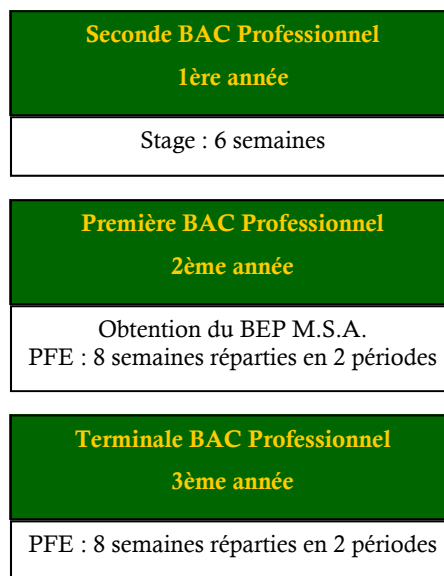 Seconde BAC Professionnel
1ère année
Stage : 6 semaines
Première BAC Professionnel
2ème année
Obtention du BEP M.S.A.
PFE : 8 semaines réparties en 2 périodes
Terminale BAC Professionnel
3ème année
PFE : 8 semaines réparties en 2 périodes